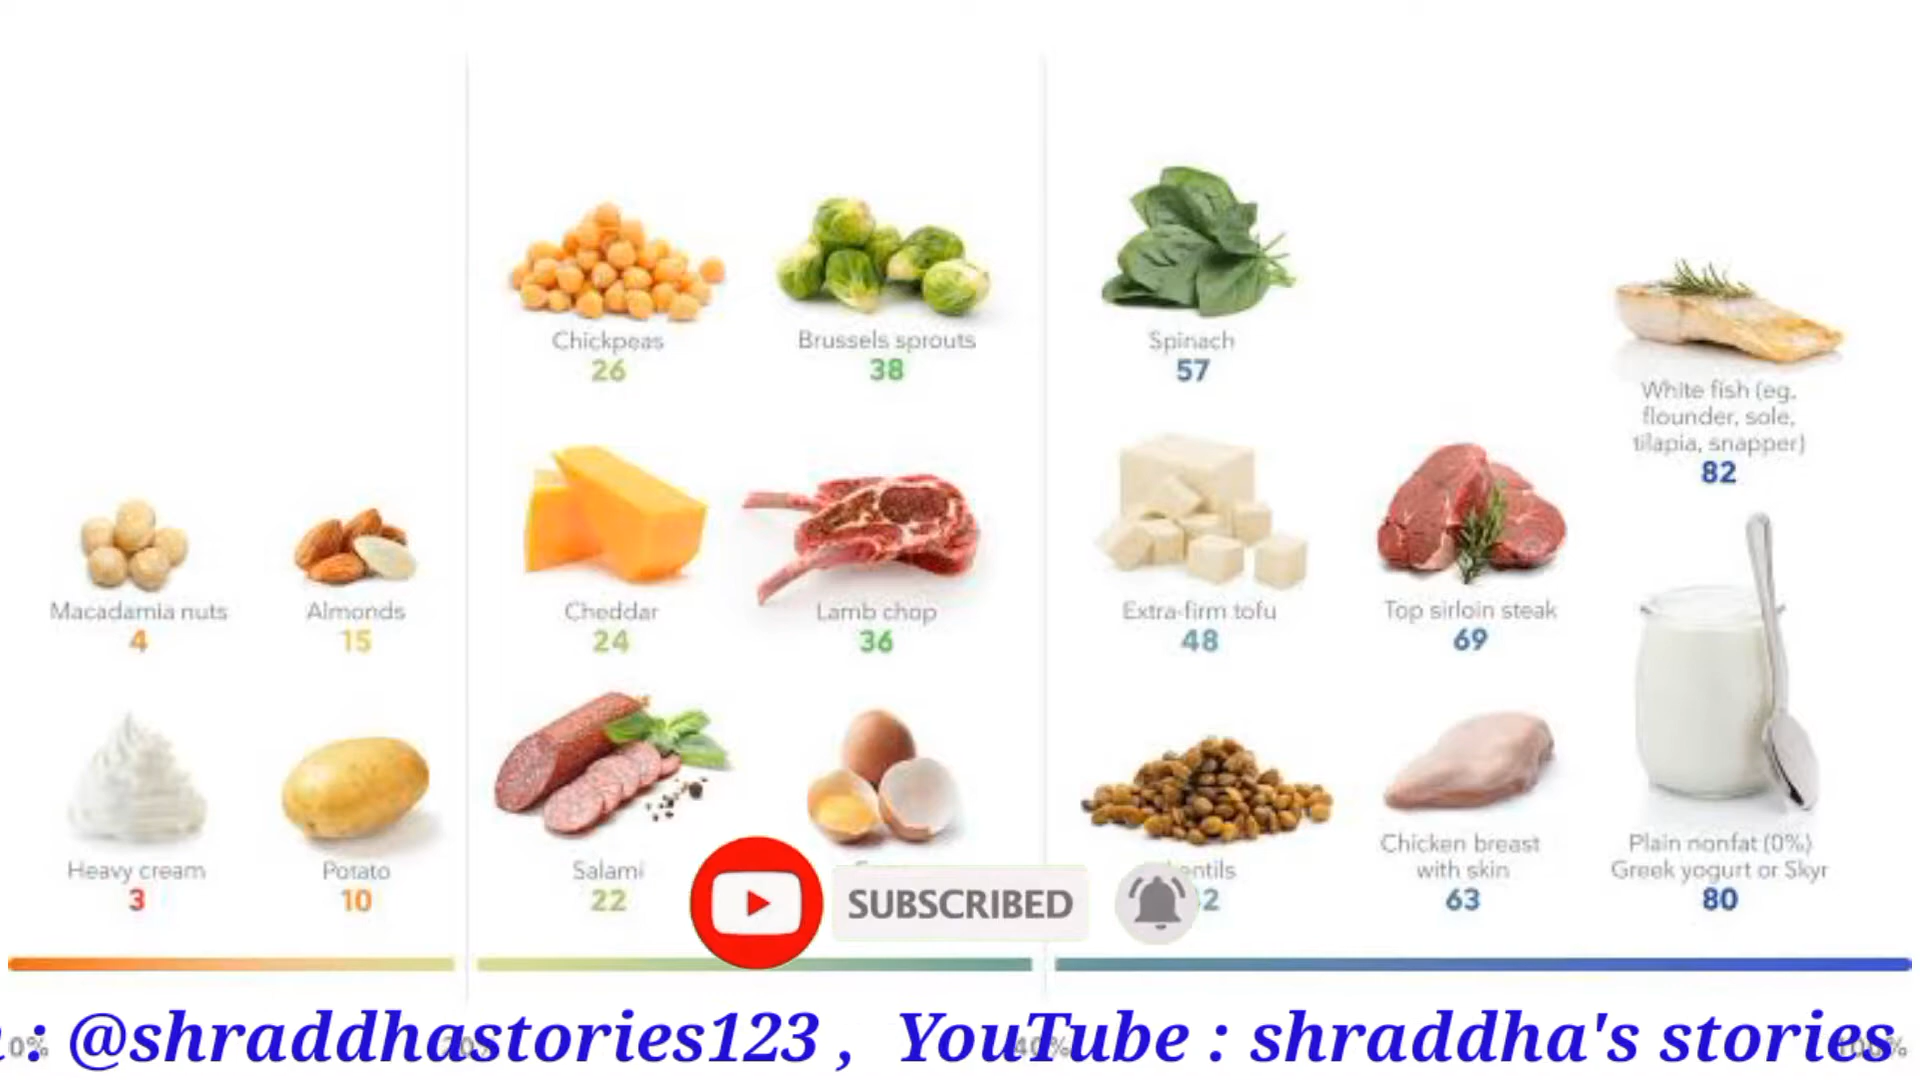 Chickpeas
26
Brussels sprouts
38
Spinach
57
White fish (eg,
flounder, sole,
tilapia, snapper)
82
Macadamia nuts
4
Almonds
15
Cheddar
24
Lamb chop
36
Extra-firm tofu
48
Top sirloin steak
69
Heavy cream
3
Potato
10
Salami
22
SUBSCRIBED
Chicken breast
with skin
63
Plain nonfat (0%)
Greek yogurt or Skyr
80
: @shraddhastories123 , YouTube : shraddha's stories